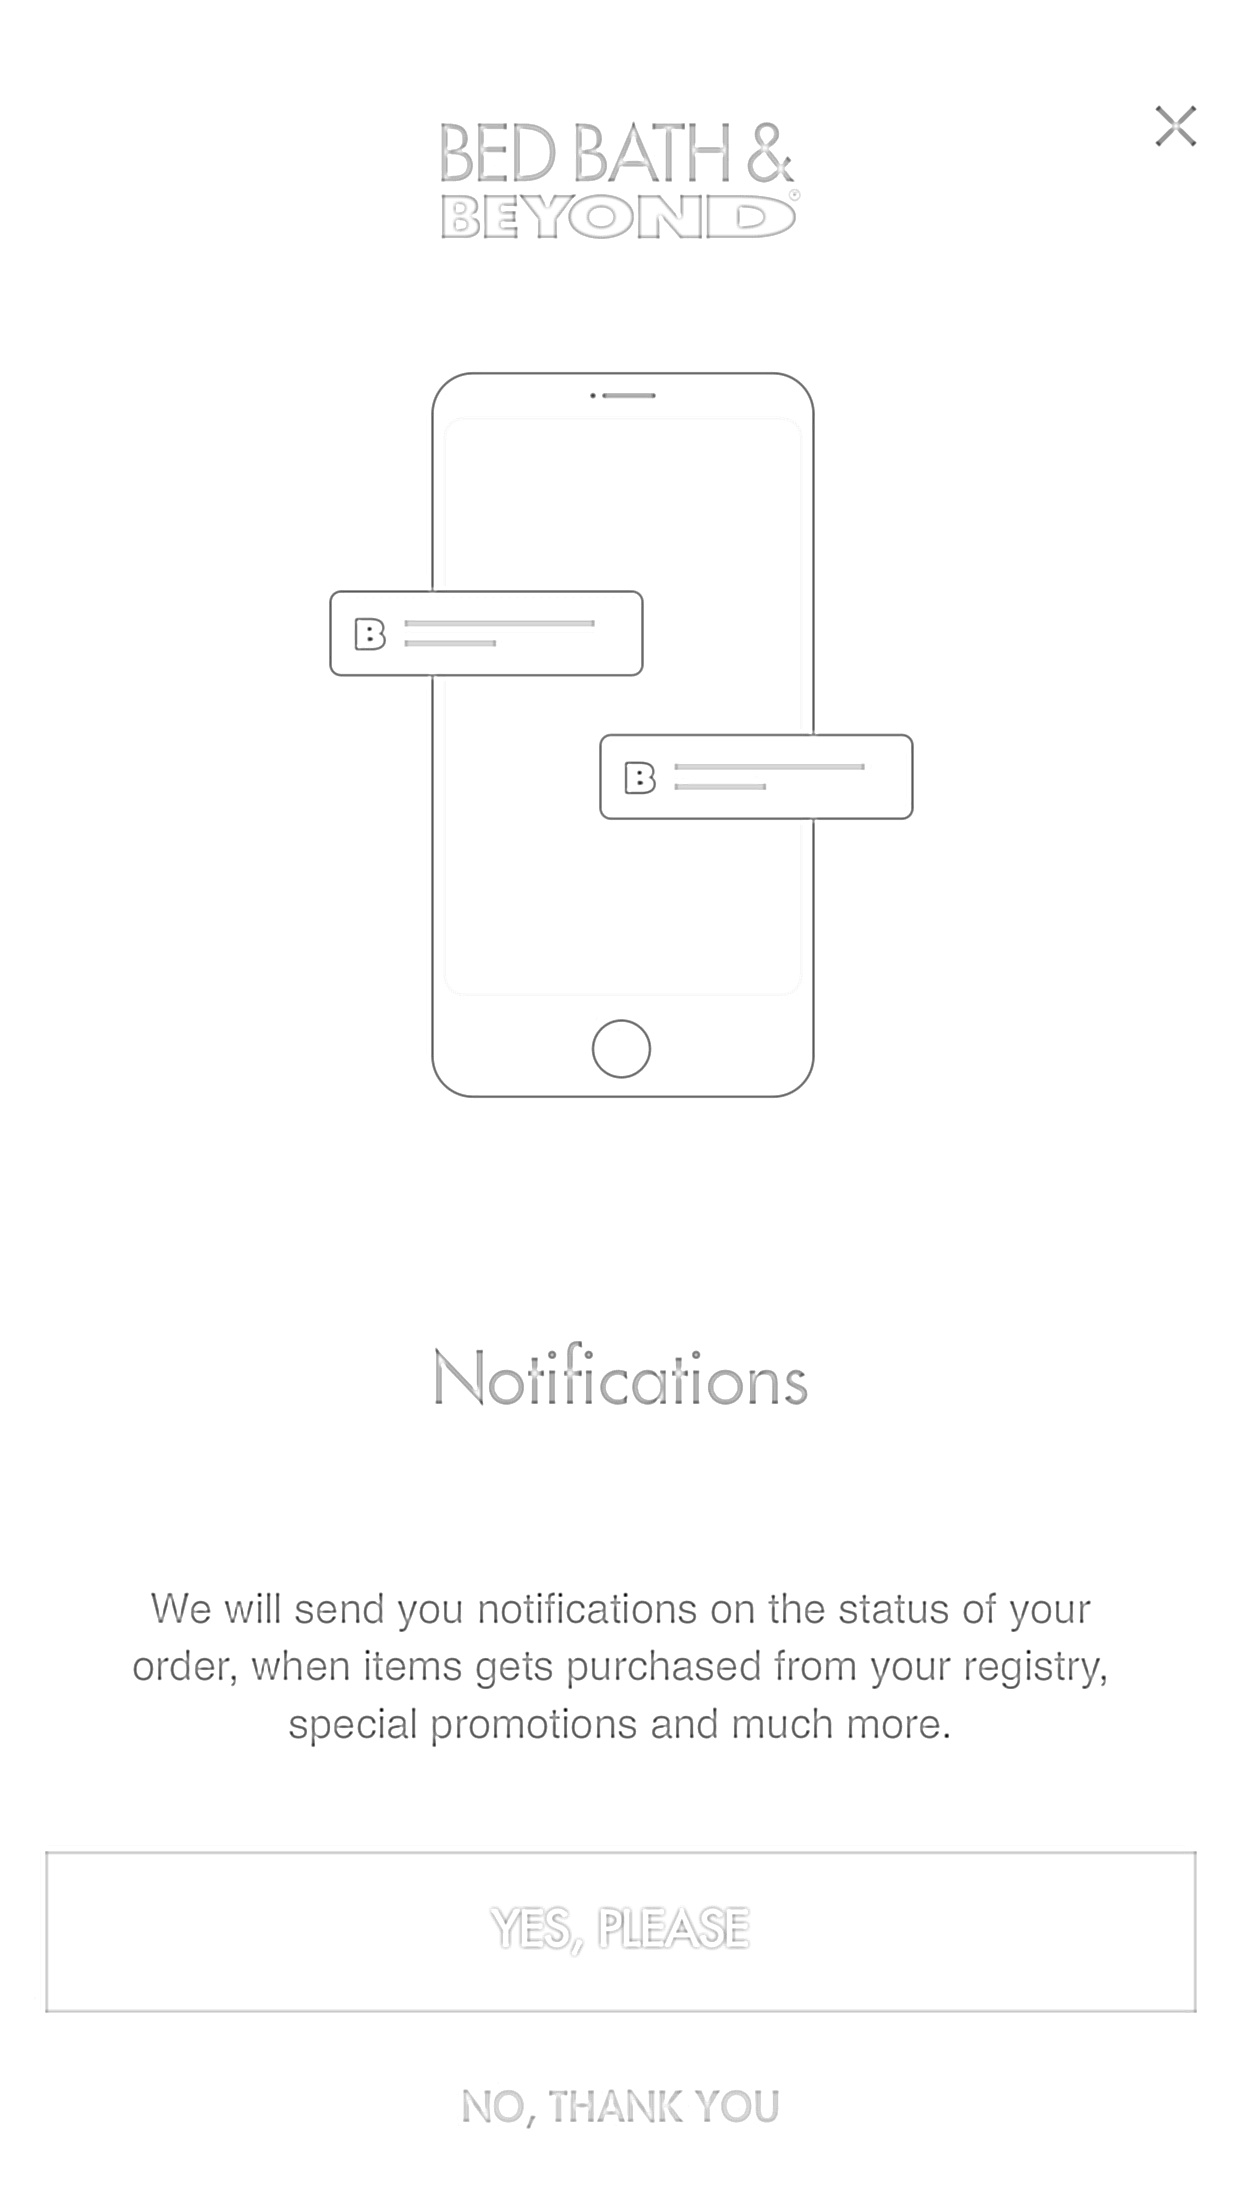 BED BATH &
BEYOND®
B
B
Notifications
We will send you notifications on the status of your
order, when items gets purchased from your registry,
special promotions and much more.
YES, PLEASE
NO, THANK YOU